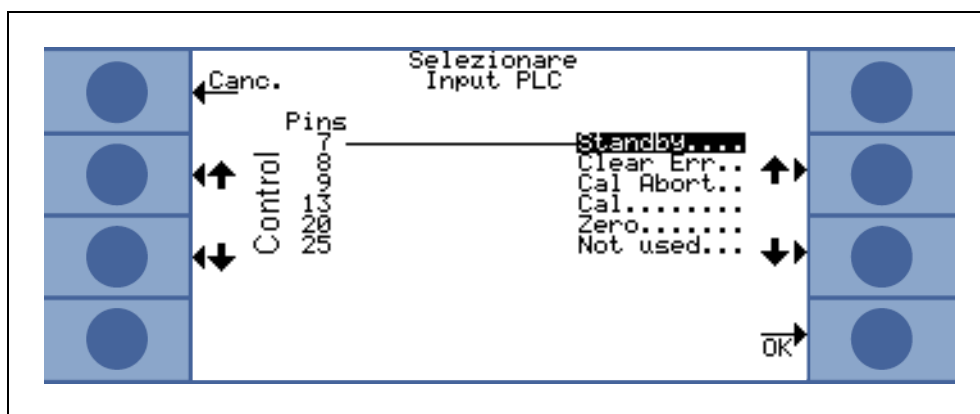 Selezionare
Input PLC
Canc.
Pins
Control
7
8
9
13
20
25
Standby....
Clear Err..
Cal Abort..
Cal........
Zero.......
Not used...
OK